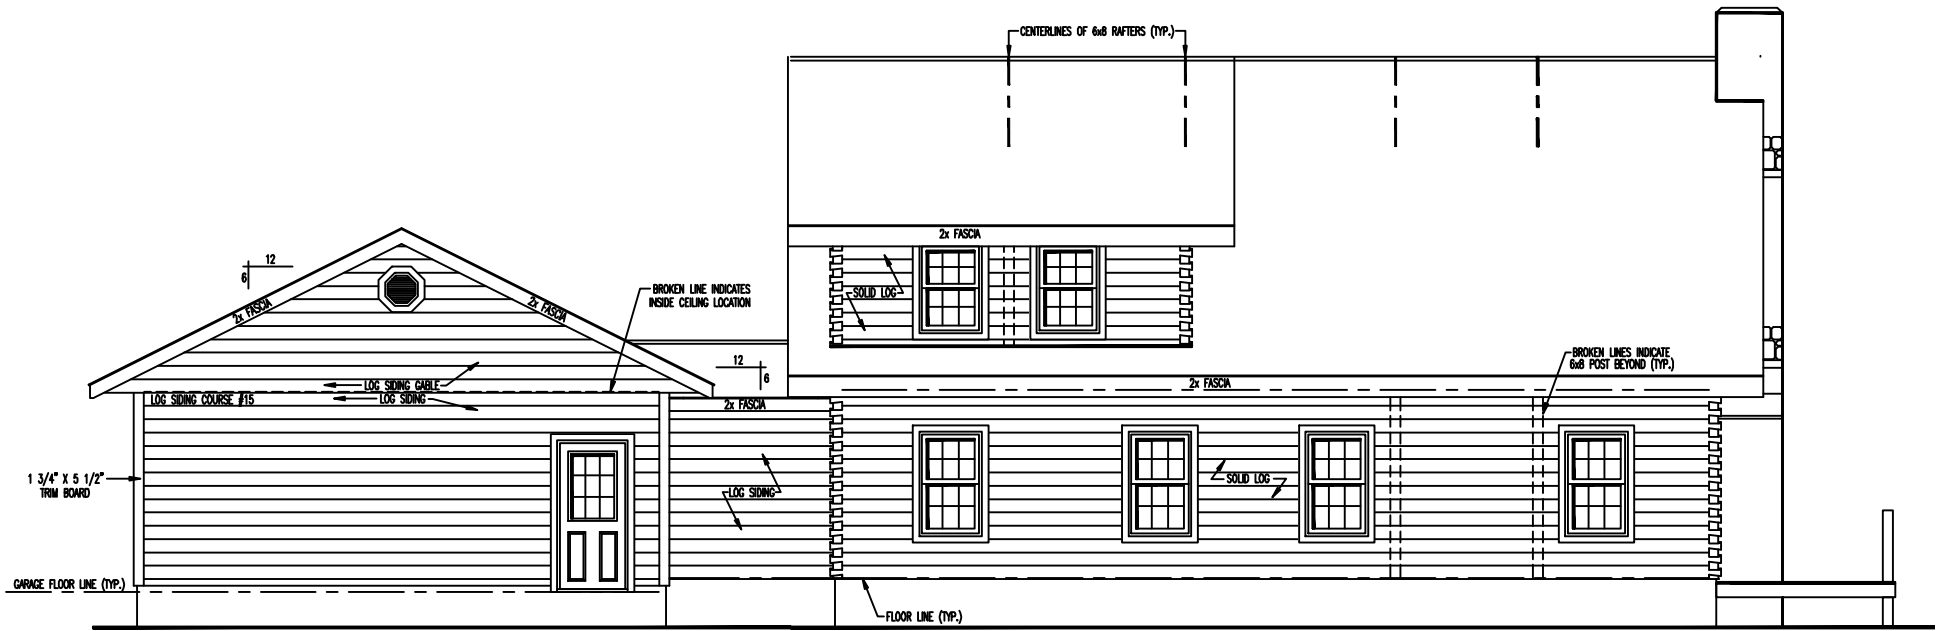 CENTERLINES OF 6x8 RAFTERS (TYP.)
2x FASCIA
12
6
2x FASCIA
2x FASCIA
BROKEN LINE INDICATES
INSIDE CEILING LOCATION
SOLID LOG
12
6
BROKEN LINES INDICATE
6x8 POST BEYOND (TYP.)
LOG SIDING GABLE
2x FASCIA
LOG SIDING COURSE #15
LOG SIDING
2x FASCIA
1 3/4" X 5 1/2"
TRIM BOARD
LOG SIDING
SOLID LOG
GARAGE FLOOR LINE (TYP.)
FLOOR LINE (TYP.)